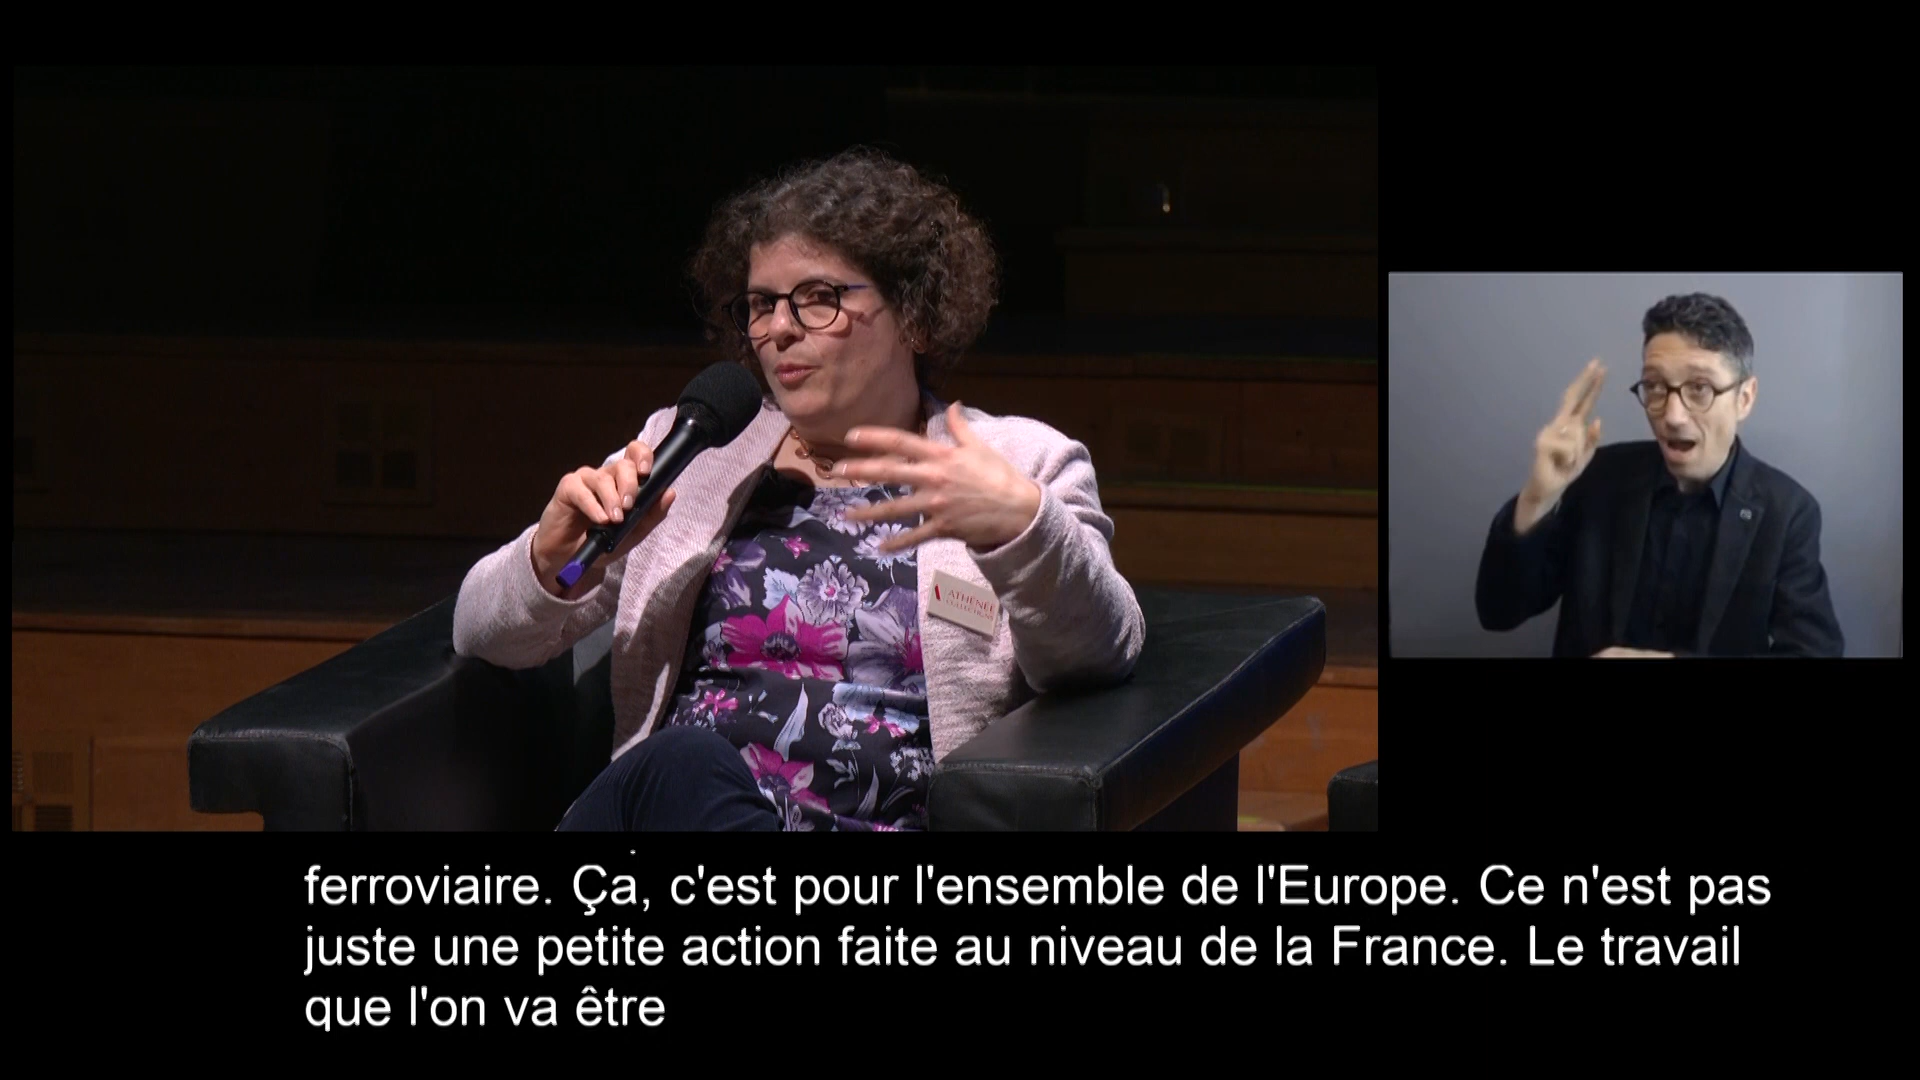 ATHÉNÉE
ferroviaire. Ça, c'est pour l'ensemble de l'Europe. Ce n'est pas
juste une petite action faite au niveau de la France. Le travail
que l'on va être